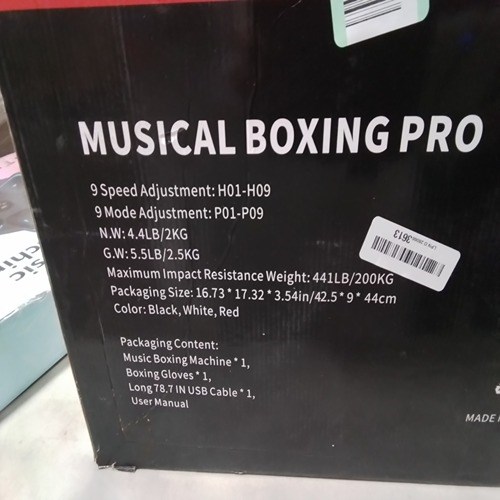 MUSICAL BOXING PRO
9 Speed Adjustment: H01-H09
9 Mode Adjustment: P01-P09
N.W: 4.4LB/2KG
G.W: 5.5LB/2.5KG
Maximum Impact Resistance Weight: 441LB/200KG
Packaging Size: 16.73 * 17.32 * 3.54in/42.5 * 9 * 44cm
Color: Black, White, Red
Packaging Content:
Music Boxing Machine * 1,
Boxing Gloves * 1,
Long 78.7 IN USB Cable * 1,
User Manual
3613
MADE
sic